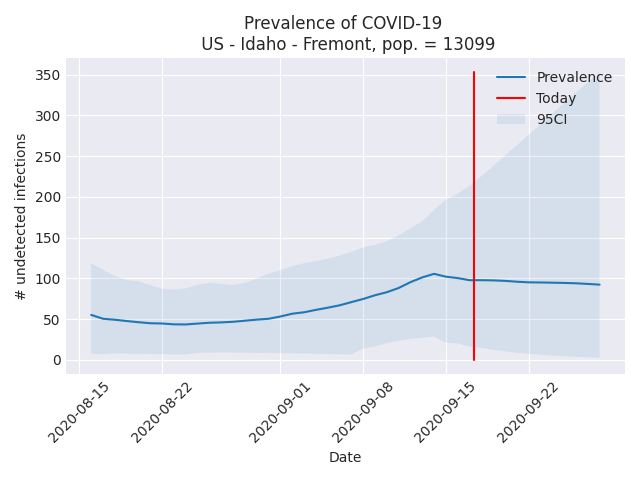 Prevalence of COVID-19
US - Idaho - Fremont, pop. = 13099
# undetected infections
350
300
250
200
150
100
50
0
Prevalence
Today
95CI
2020-08-15
2020-08-22
2020-09-01
2020-09-08
2020-09-15
2020-09-22
Date